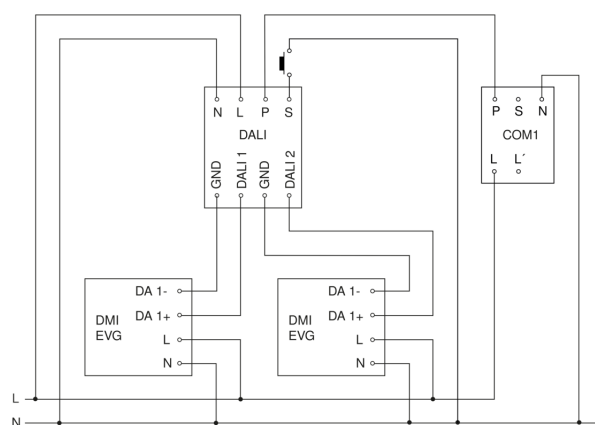 N L P S
DALI
GND DALI 1 GND DALI 2
P S N
COM1
L L´
DMI
EVG
DA 1-
DA 1+
L
N
DMI
EVG
DA 1-
DA 1+
L
N
L
N